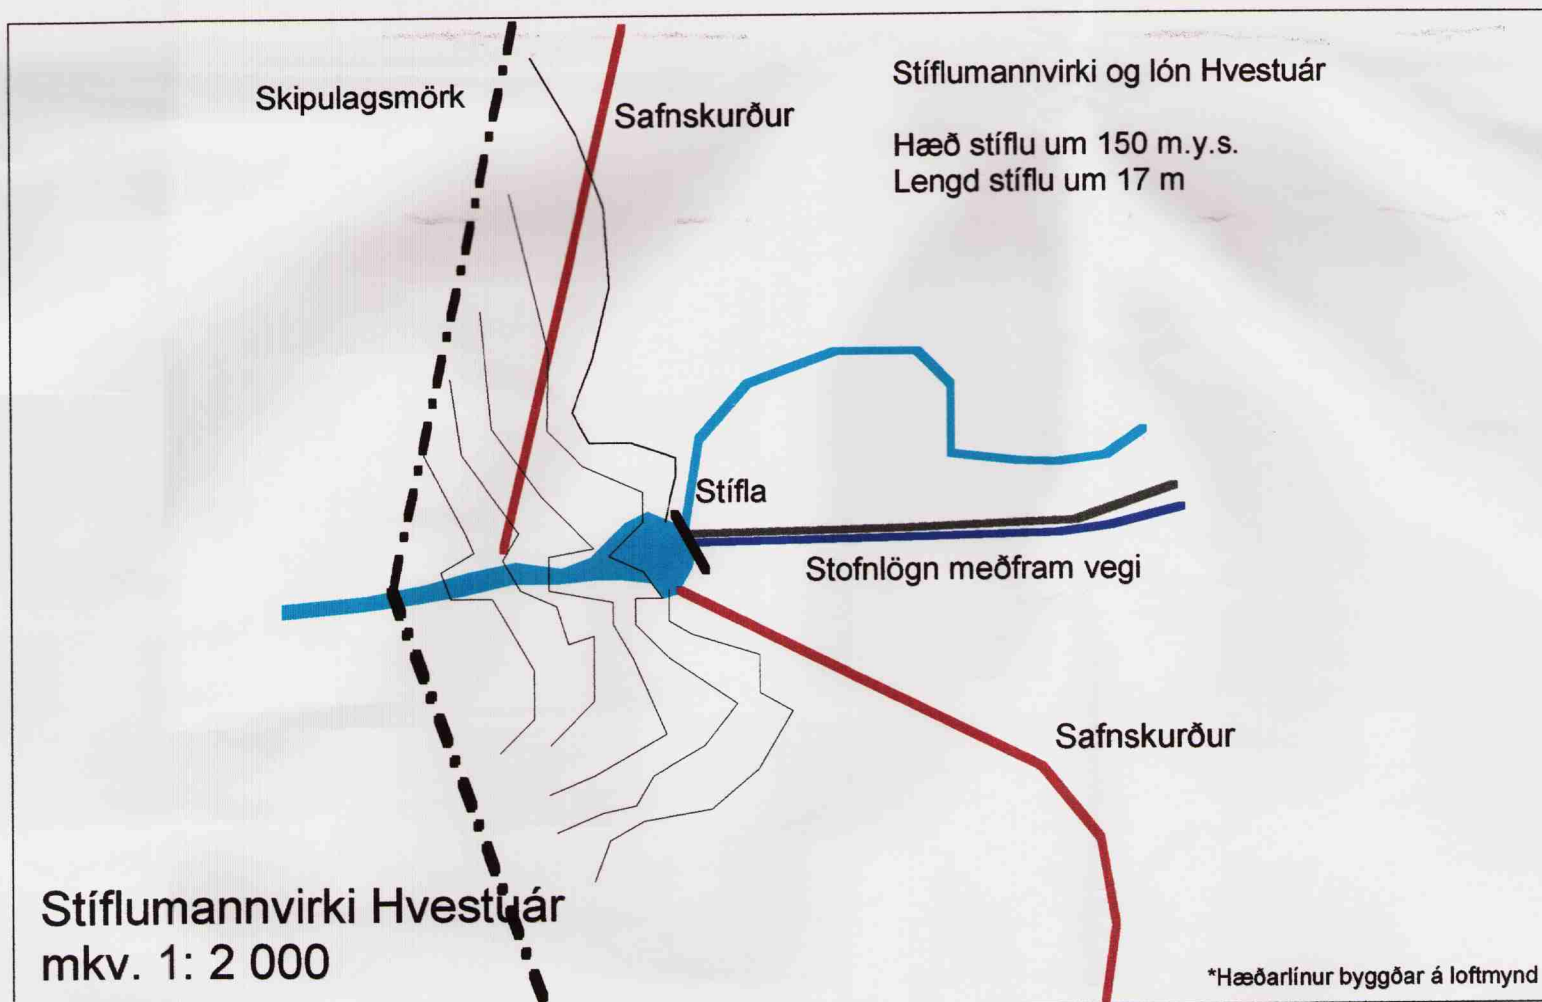 Skipulagsmörk
Safnskurður
Stíflumannvirki og lón Hvestuár
Hæð stíflu um 150 m.y.s.
Lengd stíflu um 17 m
Stífla
Stofnlögn meðfram vegi
Safnskurður
Stíflumannvirki Hvestuár
mkv. 1: 2 000
*Hæðarlínur byggðar á loftmynd